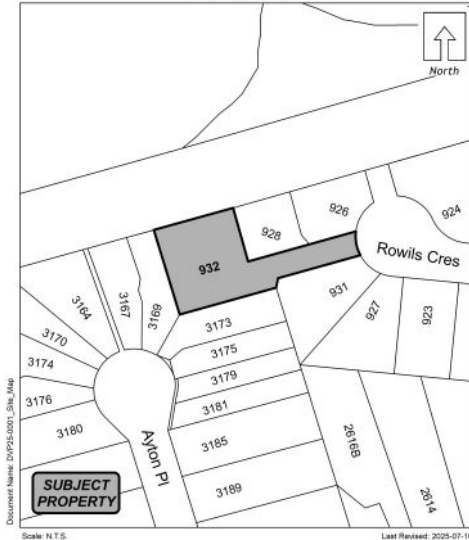 North
924
926
928
Rowils Cres
932
931
927
923
3164
3167
3169
3170
3173
3174
3175
3176
3179
3180
3181
3185
3189
Ayton Pl
2616B
2614
SUBJECT
PROPERTY
Document Name: DVP25-0001_Site_Map
Scale: N.T.S.